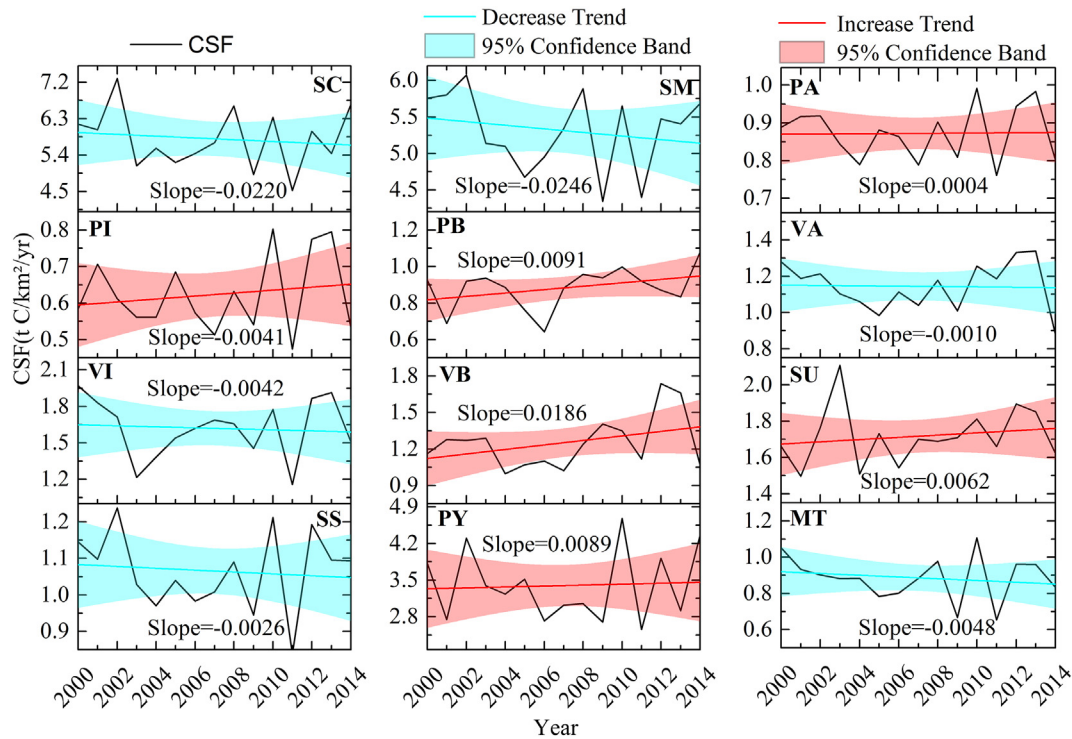 CSF
Decrease Trend
95% Confidence Band
Increase Trend
95% Confidence Band
CSF(t C/km²/yr)
7.2
6.3
5.4
4.5
SC
Slope=-0.0220
6.0
5.5
5.0
4.5
SM
Slope=-0.0246
1.0
0.9
0.8
0.7
PA
Slope=0.0004
0.8
0.7
0.6
0.5
PI
Slope=-0.0041
1.2
1.0
0.8
0.6
PB
Slope=0.0091
1.4
1.2
1.0
0.8
VA
Slope=-0.0010
2.1
1.8
1.5
1.2
VI
Slope=-0.0042
1.8
1.5
1.2
0.9
VB
Slope=0.0186
2.0
1.8
1.6
1.4
SU
Slope=0.0062
1.2
1.1
1.0
0.9
SS
Slope=-0.0026
4.9
4.2
3.5
2.8
PY
Slope=0.0089
1.2
1.0
0.8
0.6
MT
Slope=-0.0048
2000 2002 2004 2006 2008 2010 2012 2014
2000 2002 2004 2006 2008 2010 2012 2014
2000 2002 2004 2006 2008 2010 2012 2014
Year